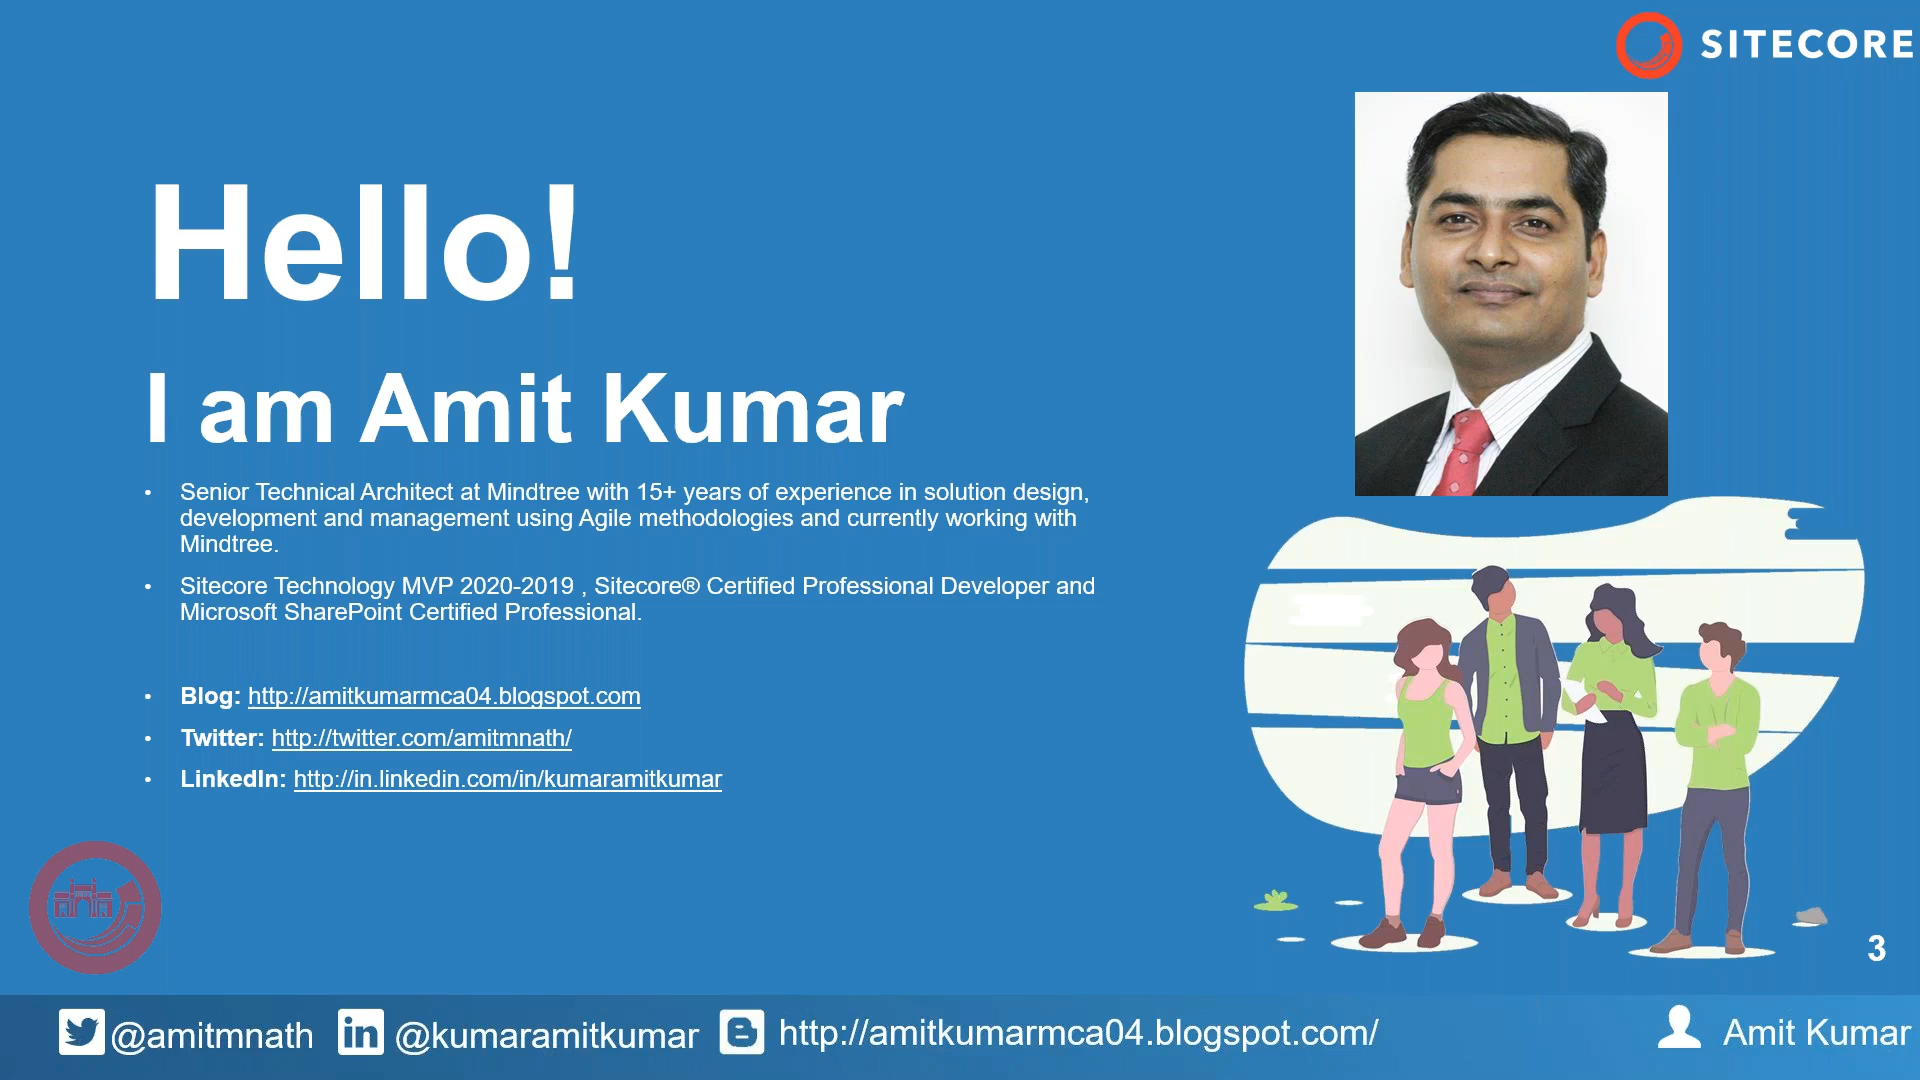 SITECORE
Hello!
I am Amit Kumar
• Senior Technical Architect at Mindtree with 15+ years of experience in solution design,
development and management using Agile methodologies and currently working with
Mindtree.
• Sitecore Technology MVP 2020-2019 , Sitecore® Certified Professional Developer and
Microsoft SharePoint Certified Professional.
• Blog: http://amitkumarmca04.blogspot.com
• Twitter: http://twitter.com/amitmnath/
• LinkedIn: http://in.linkedin.com/in/kumaramitkumar
3
@amitmnath in @kumaramitkumar http://amitkumarmca04.blogspot.com/ Amit Kumar